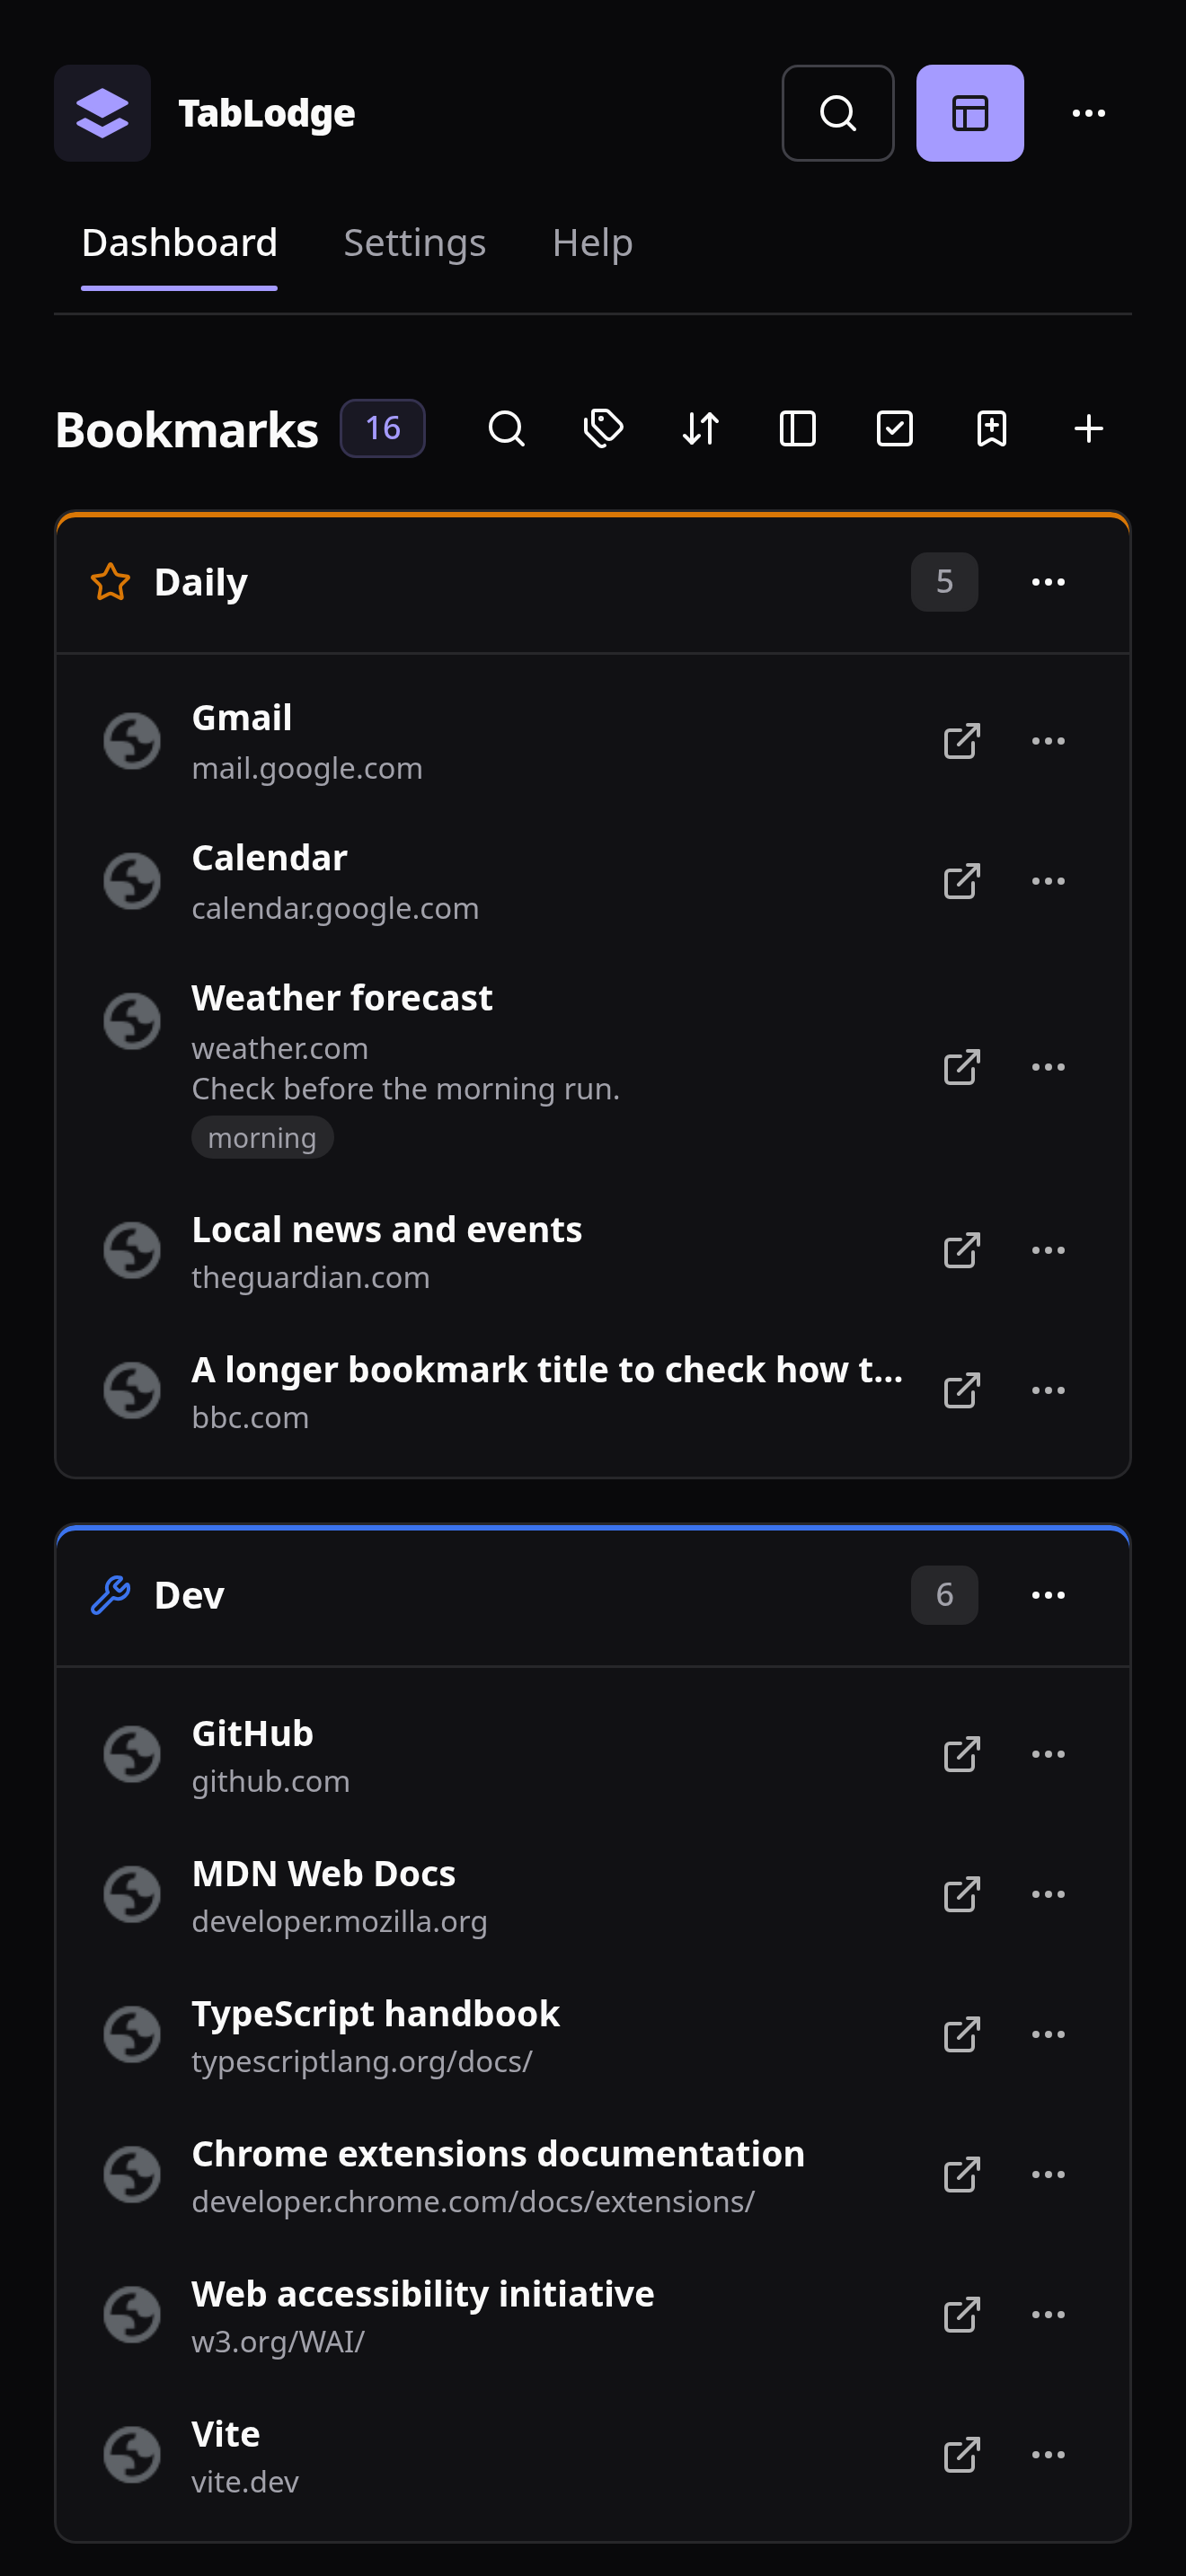 TabLodge
Dashboard Settings Help
Bookmarks 16
Daily 5
Gmail
mail.google.com
Calendar
calendar.google.com
Weather forecast
weather.com
Check before the morning run.
morning
Local news and events
theguardian.com
A longer bookmark title to check how t...
bbc.com
Dev 6
GitHub
github.com
MDN Web Docs
developer.mozilla.org
TypeScript handbook
typescriptlang.org/docs/
Chrome extensions documentation
developer.chrome.com/docs/extensions/
Web accessibility initiative
w3.org/WAI/
Vite
vite.dev